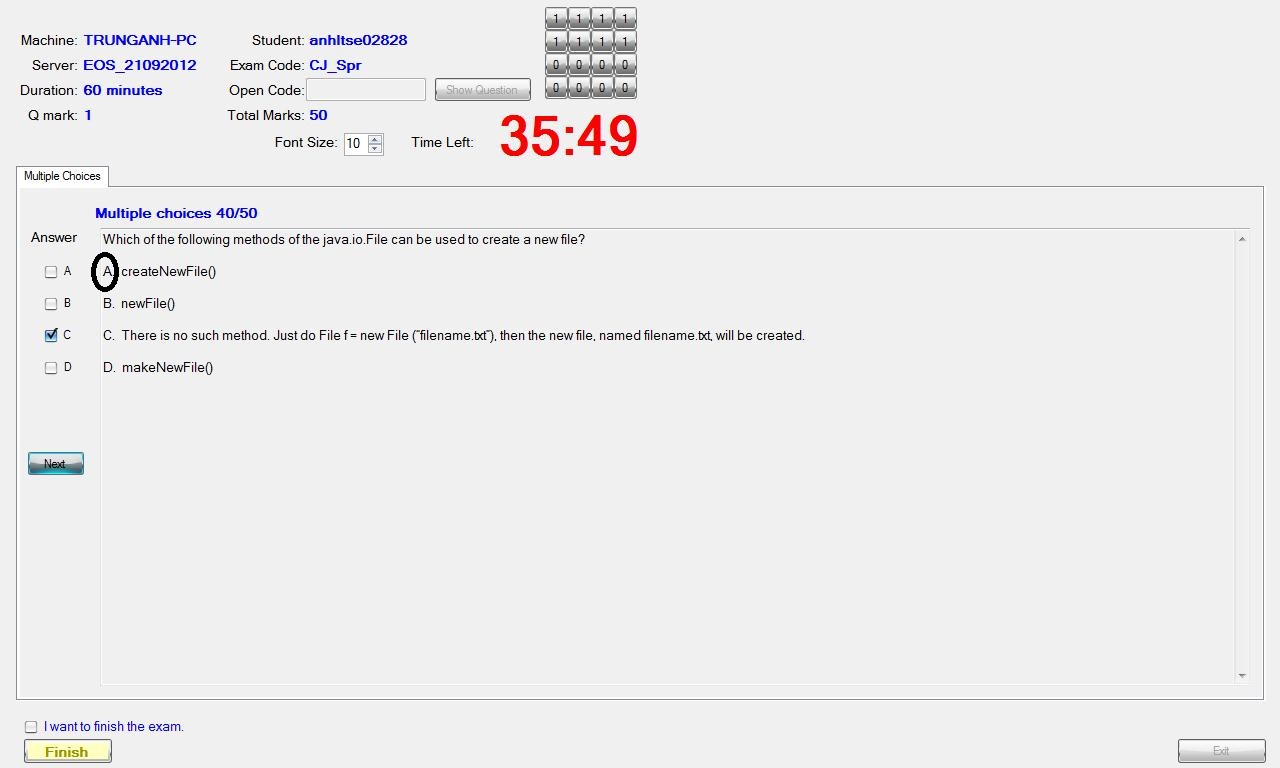 1 1 1 1
Machine: TRUNGANH-PC Student: anhltse02828 1 1 1 1
Server: EOS_21092012 Exam Code: CJ_Spr 0 0 0 0
Duration: 60 minutes Open Code: Show Question 0 0 0 0
Q mark: 1 Total Marks: 50
Font Size: 10 Time Left: 35:49
Multiple Choices
Multiple choices 40/50
Answer Which of the following methods of the java.io.File can be used to create a new file?
A A. createNewFile()
B B. newFile()
C C. There is no such method. Just do File f = new File ("filename.txt"), then the new file, named filename.txt, will be created.
D D. makeNewFile()
Next
I want to finish the exam.
Finish Exit